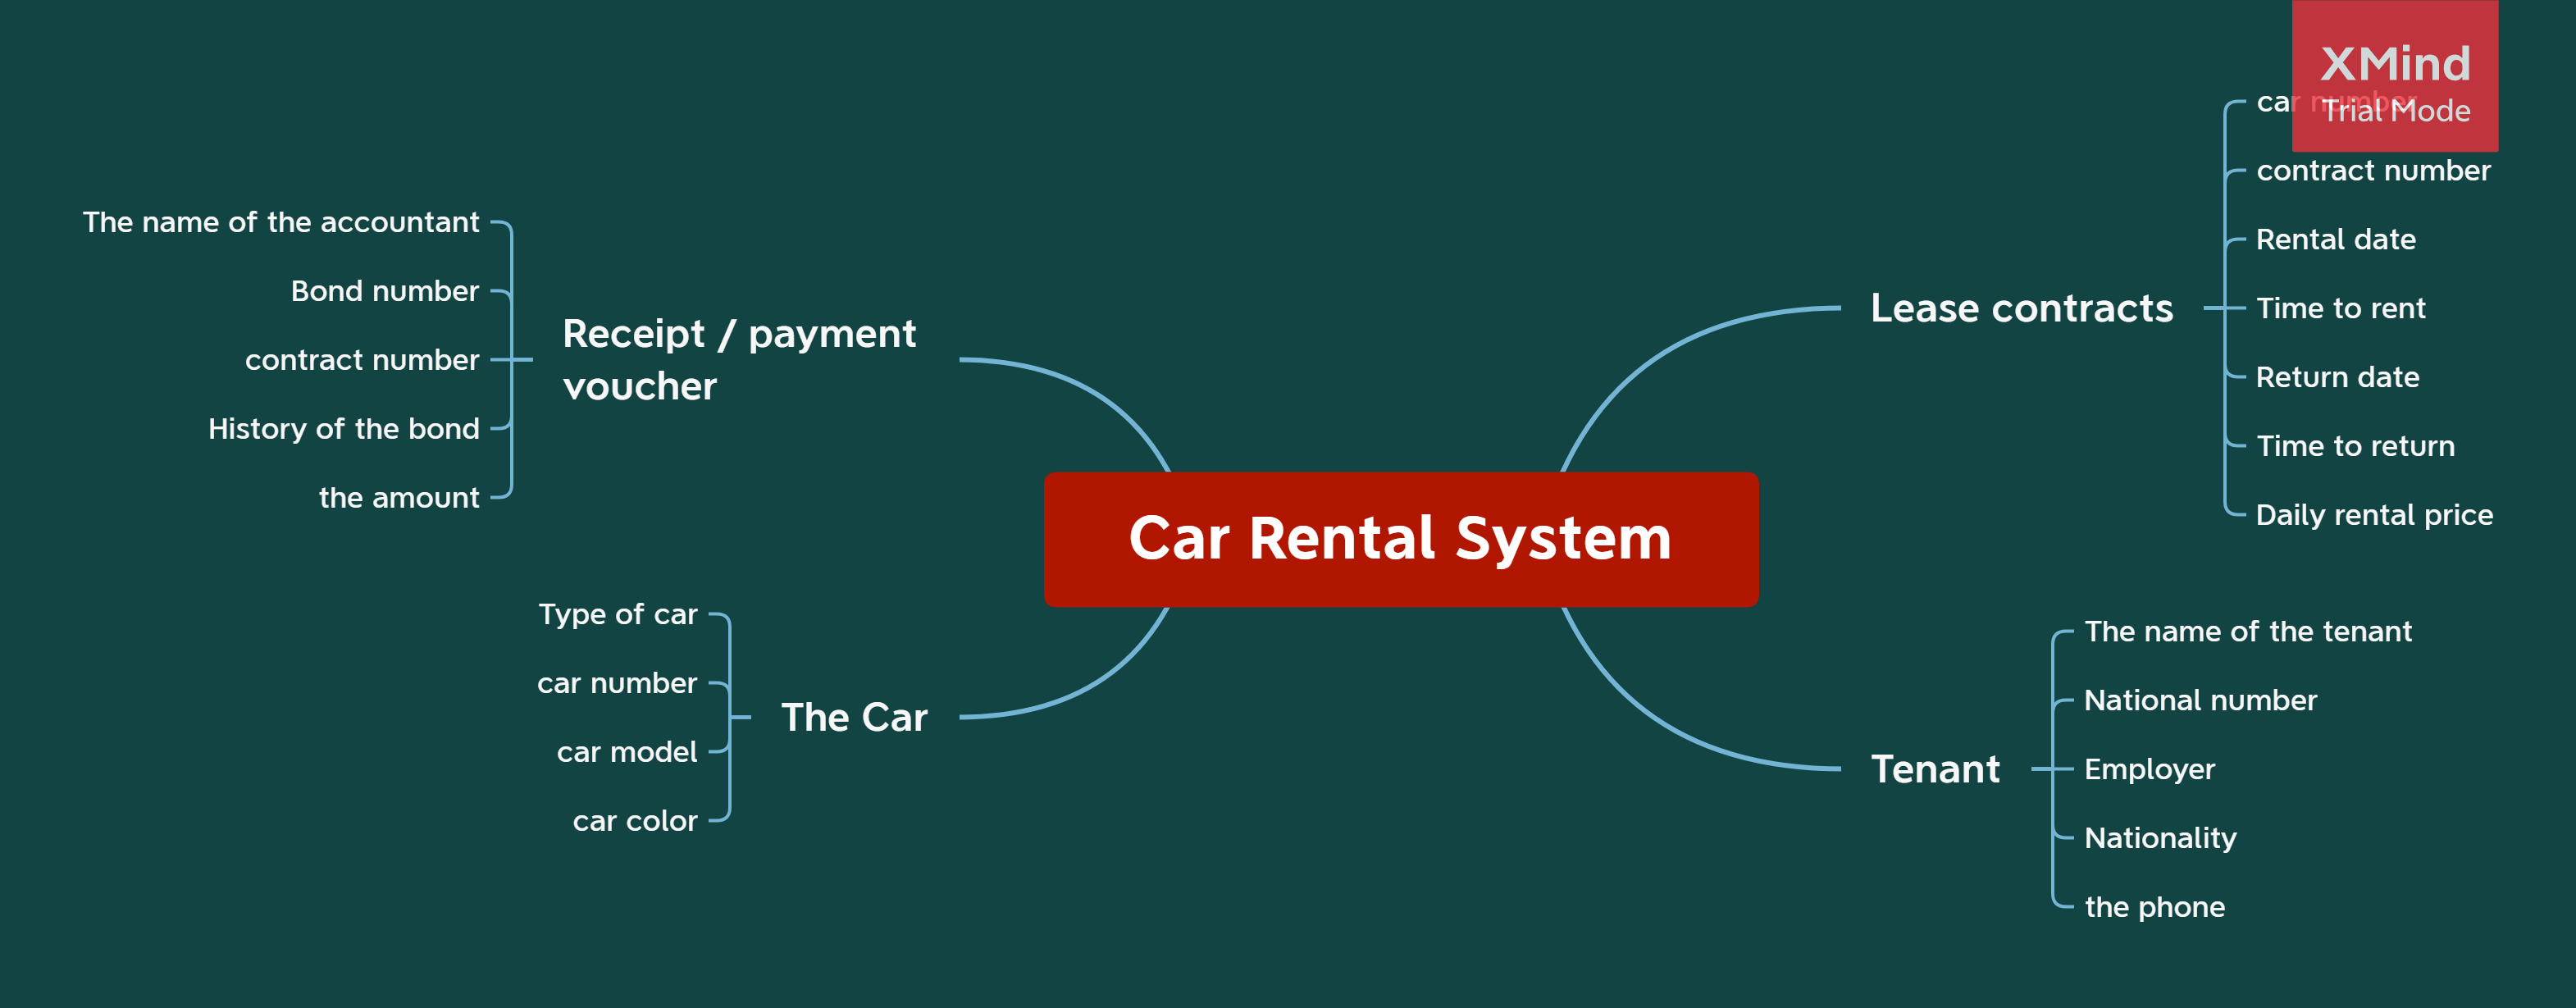 XMind
Trial Mode
car number
contract number
Rental date
Time to rent
Return date
Time to return
Daily rental price
Lease contracts
The name of the accountant
Bond number
contract number
History of the bond
the amount
Receipt / payment
voucher
Car Rental System
Type of car
car number
car model
car color
The Car
Tenant
The name of the tenant
National number
Employer
Nationality
the phone